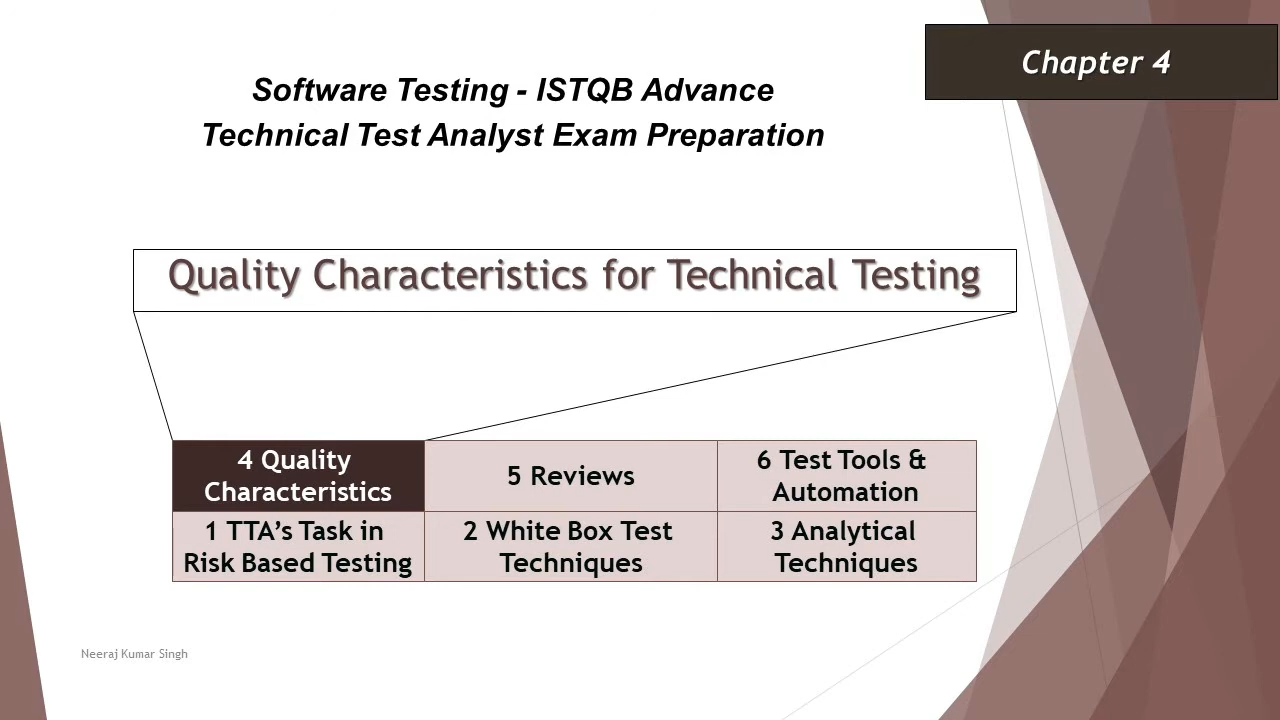 Chapter 4
Software Testing - ISTQB Advance
Technical Test Analyst Exam Preparation
Quality Characteristics for Technical Testing
4 Quality
Characteristics
5 Reviews
6 Test Tools &
Automation
1 TTA’s Task in
Risk Based Testing
2 White Box Test
Techniques
3 Analytical
Techniques
Neeraj Kumar Singh